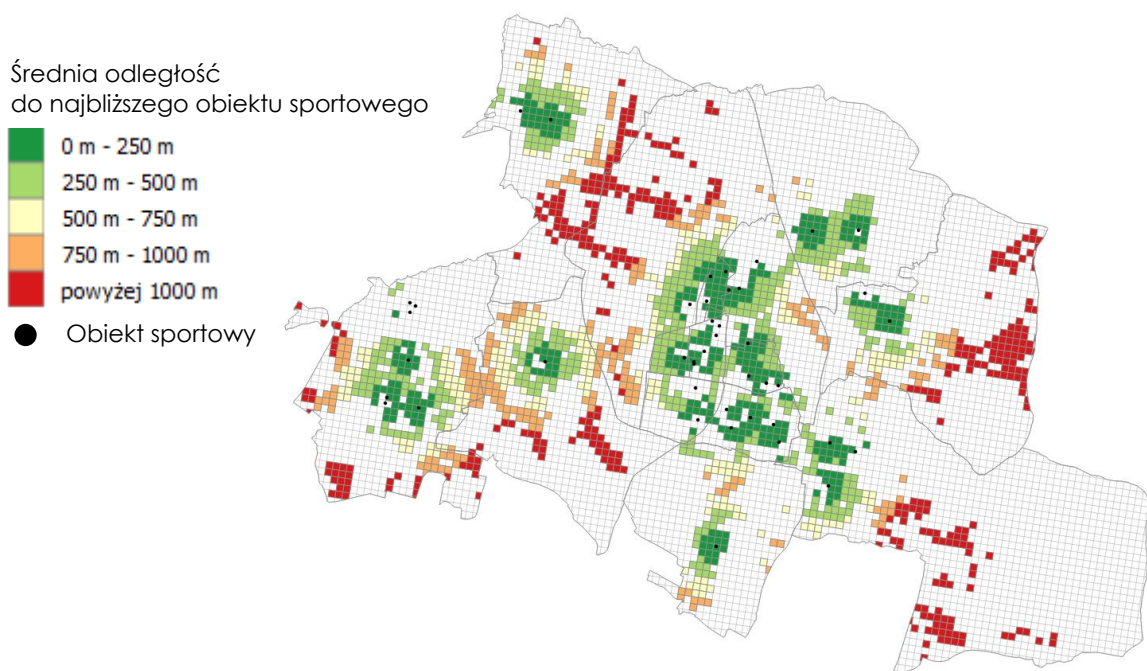 Średnia odległość
do najbliższego obiektu sportowego
0 m - 250 m
250 m - 500 m
500 m - 750 m
750 m - 1000 m
powyżej 1000 m
Obiekt sportowy